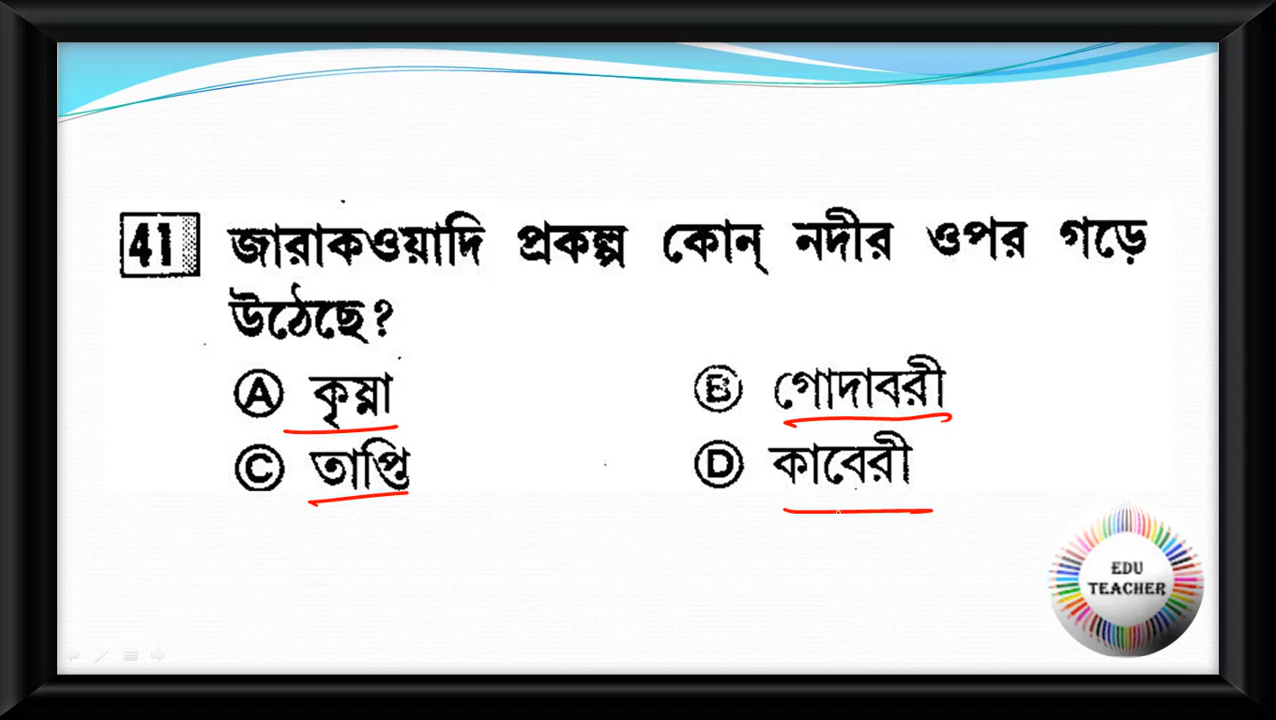 41 জারাকওয়াদি প্রকল্প কোন্ নদীর ওপর গড়ে
উঠেছে?
Ⓐ কৃষ্ণা Ⓑ গোদাবরী
Ⓒ তাপ্তি Ⓓ কাবেরী
EDU
TEACHER